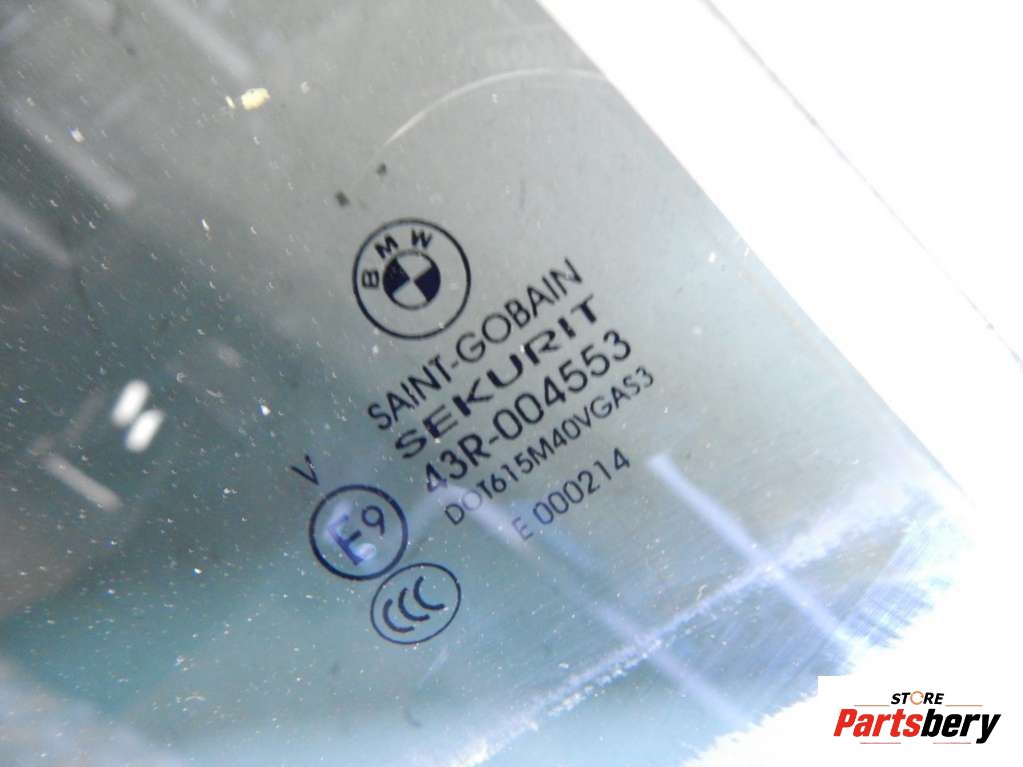 BMW
SAINT-GOBAIN
SEKURIT
43R-004553
DOT615M40VGAS3
E 000214
V
E9
CCC
STORE
Partsbery